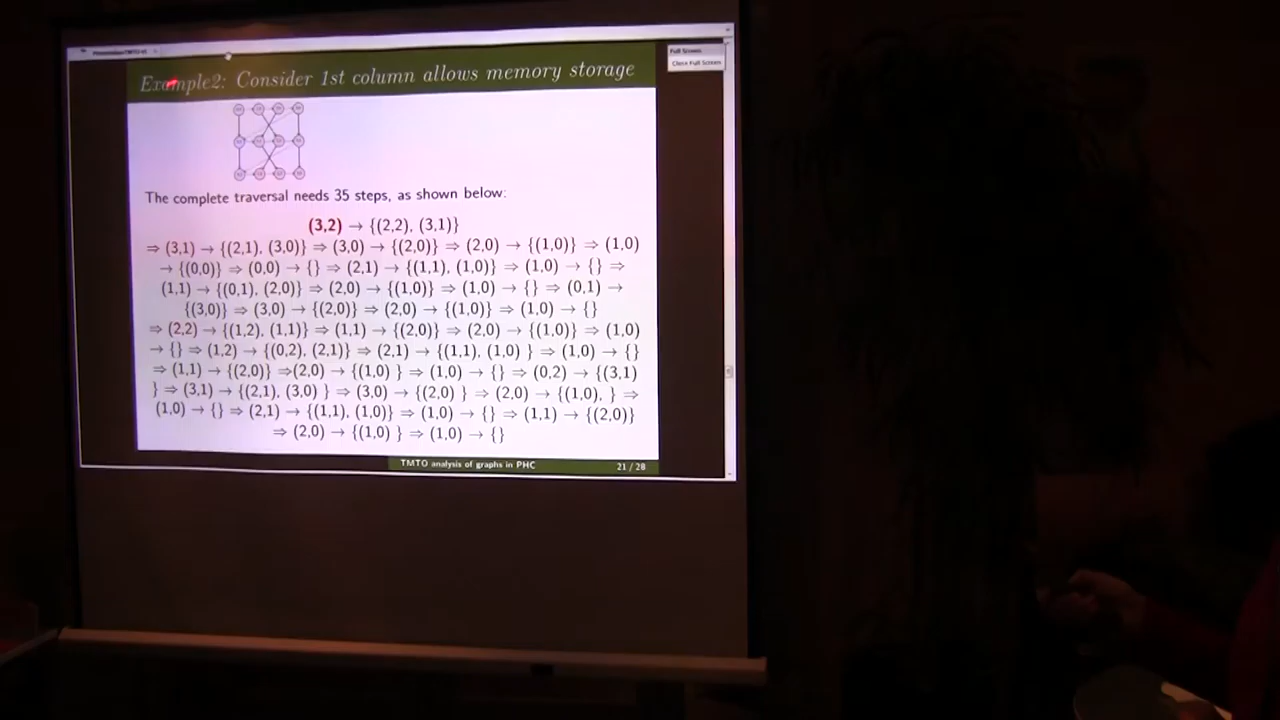 Full Screen
Close Full Screen
Example2: Consider 1st column allows memory storage
The complete traversal needs 35 steps, as shown below:
(3,2) → {(2,2), (3,1)}
⇒ (3,1) → {(2,1), (3,0)} ⇒ (3,0) → {(2,0)} ⇒ (2,0) → {(1,0)} ⇒ (1,0)
→ {(0,0)} ⇒ (0,0) → {} ⇒ (2,1) → {(1,1), (1,0)} ⇒ (1,0) → {} ⇒
(1,1) → {(0,1), (2,0)} ⇒ (2,0) → {(1,0)} ⇒ (1,0) → {} ⇒ (0,1) →
{(3,0)} ⇒ (3,0) → {(2,0)} ⇒ (2,0) → {(1,0)} ⇒ (1,0) → {}
⇒ (2,2) → {(1,2), (1,1)} ⇒ (1,1) → {(2,0)} ⇒ (2,0) → {(1,0)} ⇒ (1,0)
→ {} ⇒ (1,2) → {(0,2), (2,1)} ⇒ (2,1) → {(1,1), (1,0) } ⇒ (1,0) → {}
⇒ (1,1) → {(2,0)} ⇒(2,0) → {(1,0) } ⇒ (1,0) → {} ⇒ (0,2) → {(3,1)
} ⇒ (3,1) → {(2,1), (3,0) } ⇒ (3,0) → {(2,0) } ⇒ (2,0) → {(1,0), } ⇒
(1,0) → {} ⇒ (2,1) → {(1,1), (1,0)} ⇒ (1,0) → {} ⇒ (1,1) → {(2,0)}
⇒ (2,0) → {(1,0) } ⇒ (1,0) → {}
TMTO analysis of graphs in PHC
21 / 28